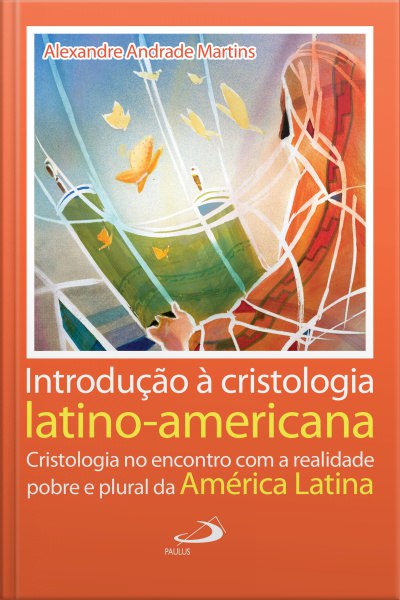 Alexandre Andrade Martins
Introdução à cristologia
latino-americana
Cristologia no encontro com a realidade
pobre e plural da América Latina
PAULUS